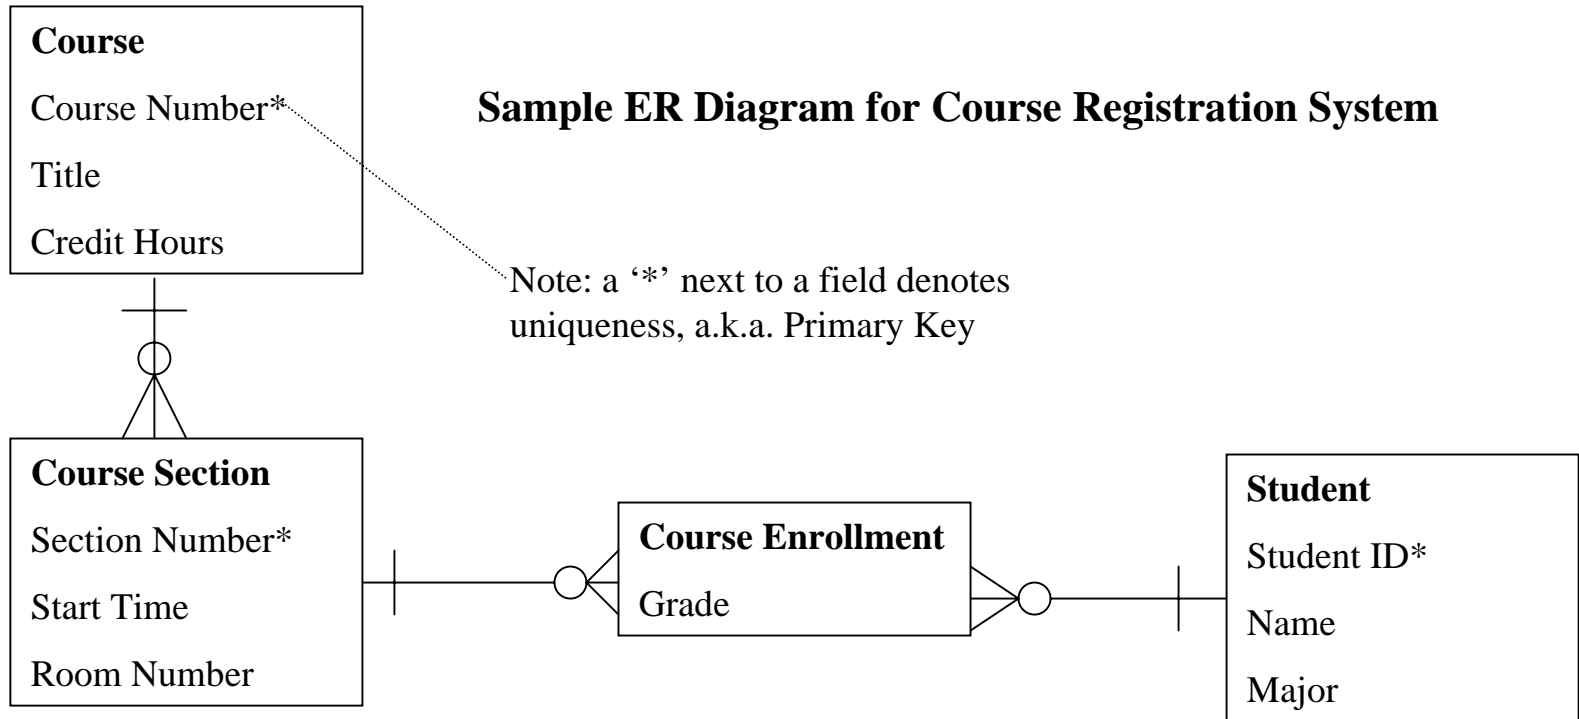 Course
Course Number*
Title
Credit Hours
Sample ER Diagram for Course Registration System
Note: a ‘*’ next to a field denotes
uniqueness, a.k.a. Primary Key
Course Section
Section Number*
Start Time
Room Number
Course Enrollment
Grade
Student
Student ID*
Name
Major